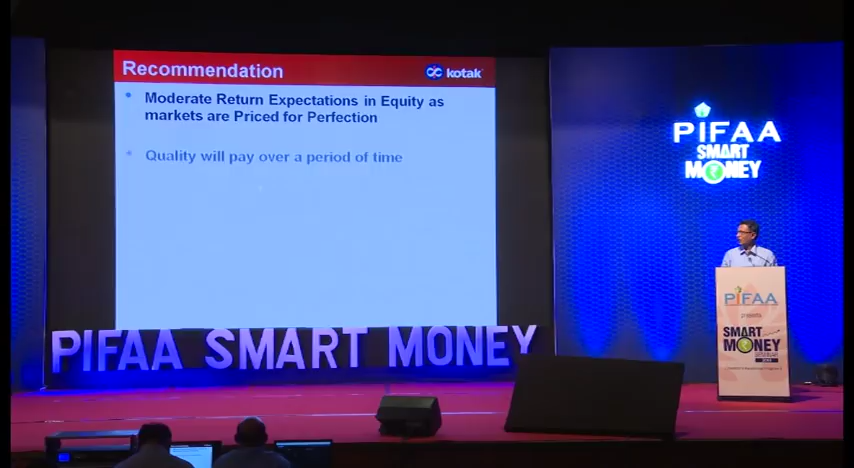 Recommendation
kotak
Moderate Return Expectations in Equity as
markets are Priced for Perfection
Quality will pay over a period of time
PIFAA
SMART
MONEY
PIFAA SMART MONEY
PIFAA
SMART
MONEY